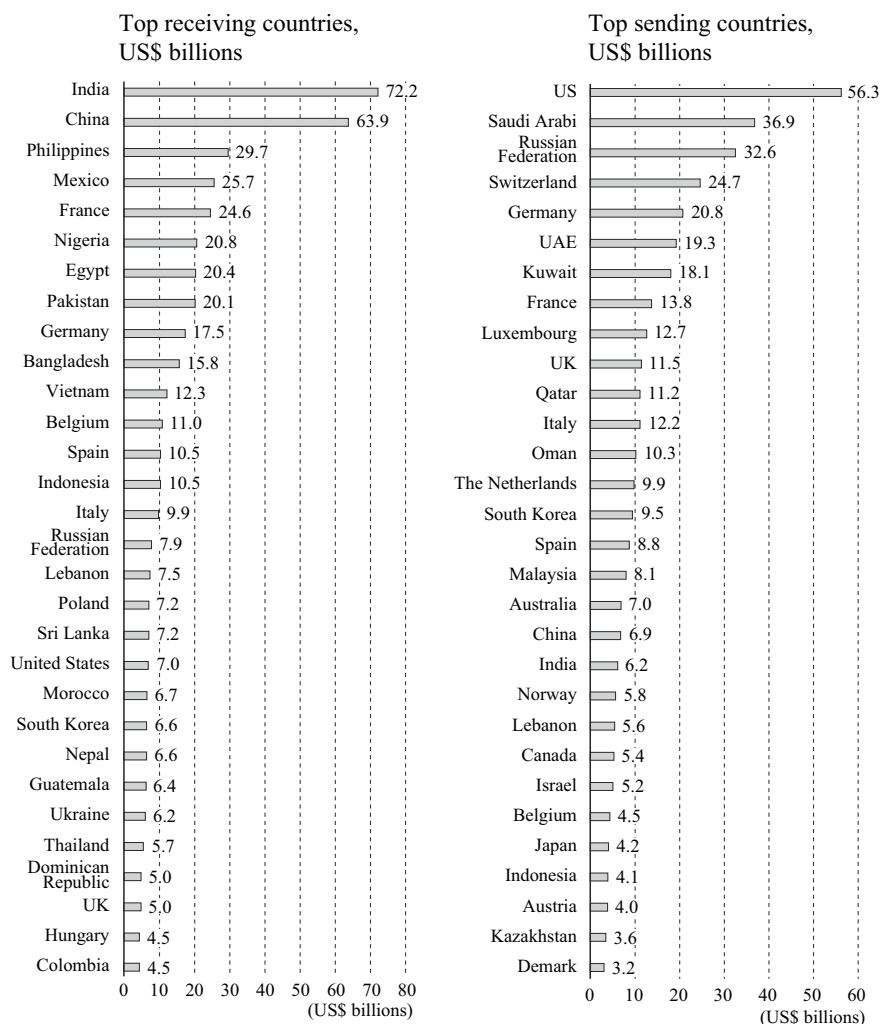 Top receiving countries,
US$ billions
India 72.2
China 63.9
Philippines 29.7
Mexico 25.7
France 24.6
Nigeria 20.8
Egypt 20.4
Pakistan 20.1
Germany 17.5
Bangladesh 15.8
Vietnam 12.3
Belgium 11.0
Spain 10.5
Indonesia 10.5
Italy 9.9
Russian
Federation 7.9
Lebanon 7.5
Poland 7.2
Sri Lanka 7.2
United States 7.0
Morocco 6.7
South Korea 6.6
Nepal 6.6
Guatemala 6.4
Ukraine 6.2
Thailand 5.7
Dominican
Republic 5.0
UK 5.0
Hungary 4.5
Colombia 4.5
0 10 20 30 40 50 60 70 80
(US$ billions)
Top sending countries,
US$ billions
US 56.3
Saudi Arabi 36.9
Russian
Federation 32.6
Switzerland 24.7
Germany 20.8
UAE 19.3
Kuwait 18.1
France 13.8
Luxembourg 12.7
UK 11.5
Qatar 11.2
Italy 12.2
Oman 10.3
The Netherlands 9.9
South Korea 9.5
Spain 8.8
Malaysia 8.1
Australia 7.0
China 6.9
India 6.2
Norway 5.8
Lebanon 5.6
Canada 5.4
Israel 5.2
Belgium 4.5
Japan 4.2
Indonesia 4.1
Austria 4.0
Kazakhstan 3.6
Demark 3.2
0 10 20 30 40 50 60
(US$ billions)